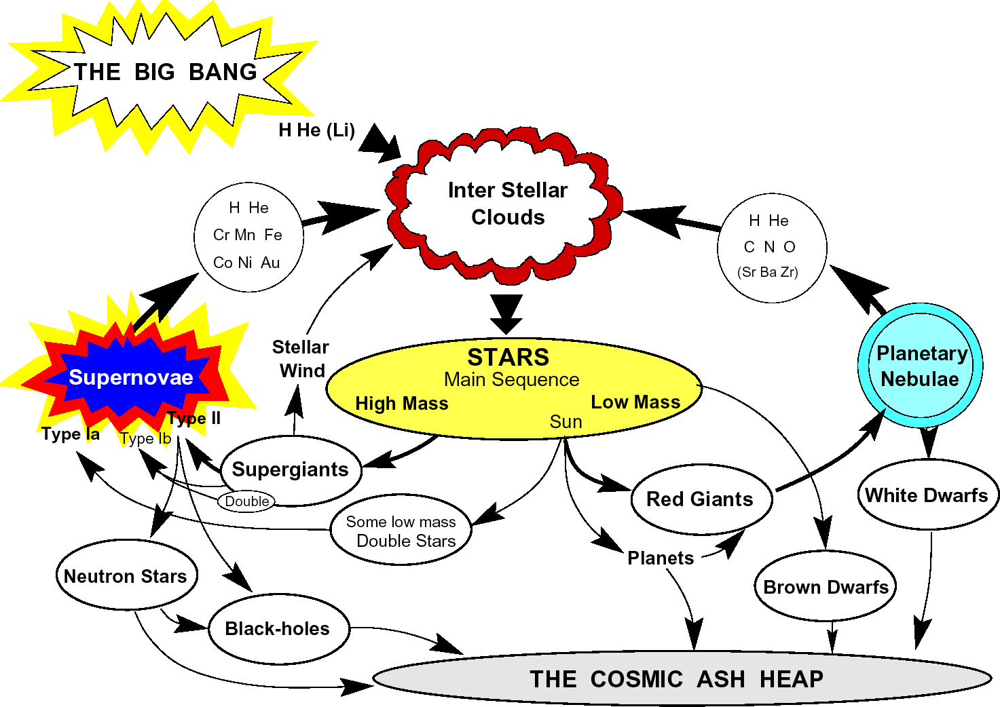 THE BIG BANG
H He (Li)
Inter Stellar
Clouds
H He
Cr Mn Fe
Co Ni Au
H He
C N O
(Sr Ba Zr)
Stellar
Wind
STARS
Main Sequence
High Mass
Low Mass
Sun
Planetary
Nebulae
Supernovae
Type II
Type Ia
Type Ib
Supergiants
Double
Red Giants
White Dwarfs
Some low mass
Double Stars
Planets
Neutron Stars
Brown Dwarfs
Black-holes
THE COSMIC ASH HEAP